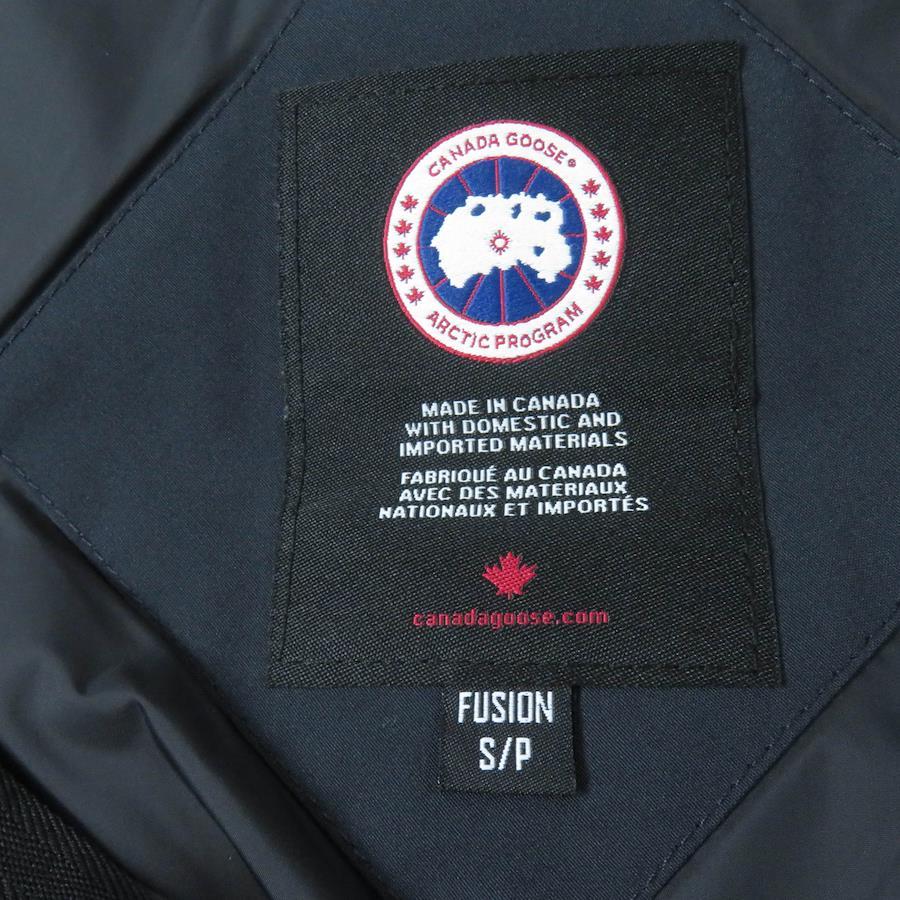 CANADA GOOSE®
ARCTIC PROGRAM
MADE IN CANADA
WITH DOMESTIC AND
IMPORTED MATERIALS
FABRIQUÉ AU CANADA
AVEC DES MATERIAUX
NATIONAUX ET IMPORTÉS
canadagoose.com
FUSION
S/P